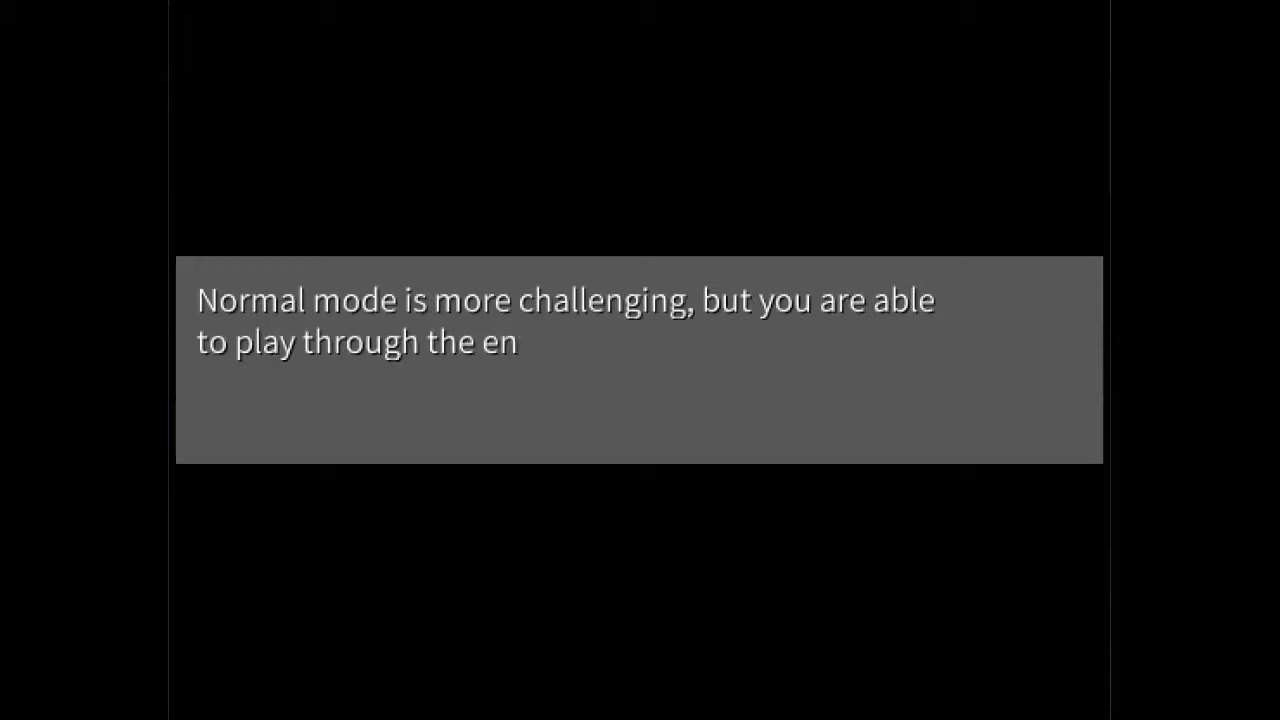 Normal mode is more challenging, but you are able
to play through the en